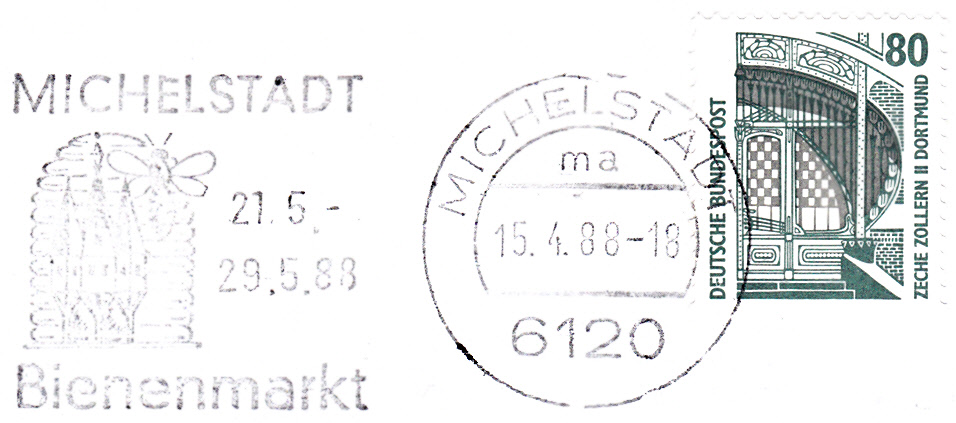 MICHELSTADT
21.5.-
29.5.88
Bienenmarkt
MICHELSTADT
ma
15.4.88-18
6120
80
DEUTSCHE BUNDESPOST
ZECHE ZOLLERN II DORTMUND